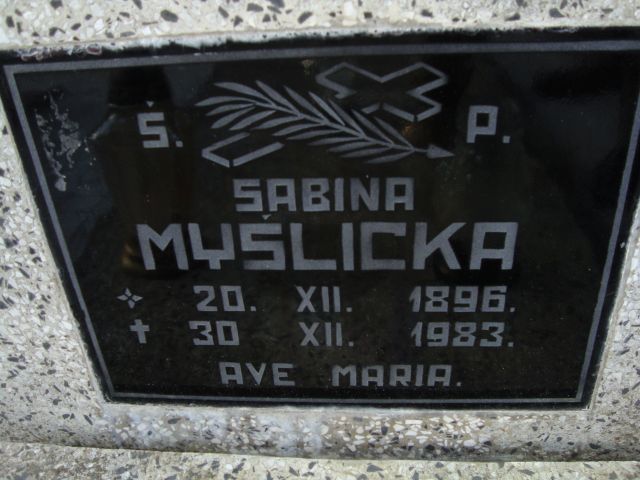 Ś. P.
SABINA
MYŚLICKA
20. XII. 1896.
30 XII. 1983.
AVE MARIA.